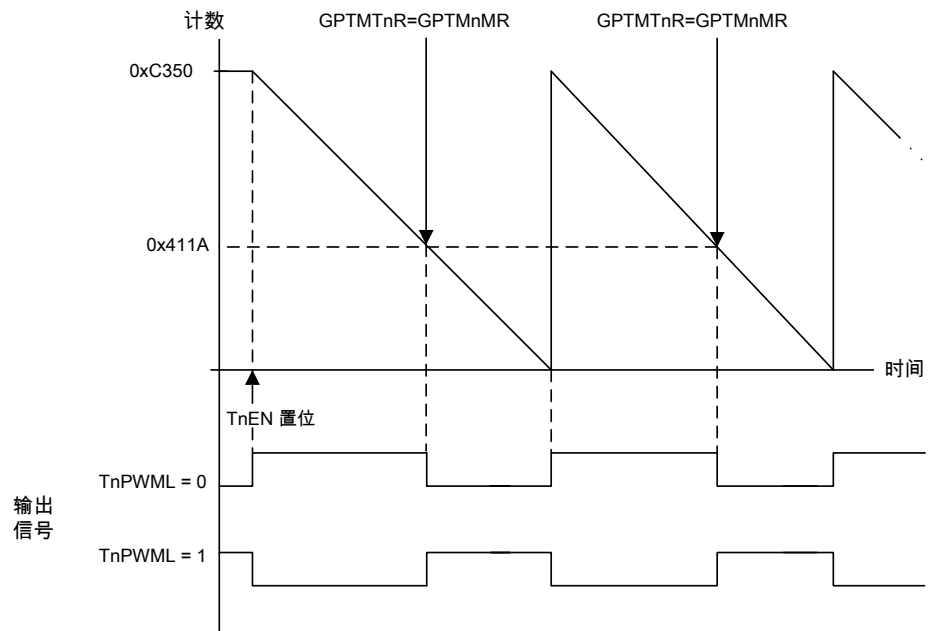 计数
GPTMTnR=GPTMnMR
GPTMTnR=GPTMnMR
0xC350
0x411A
时间
TnEN 置位
TnPWML = 0
输出
信号
TnPWML = 1